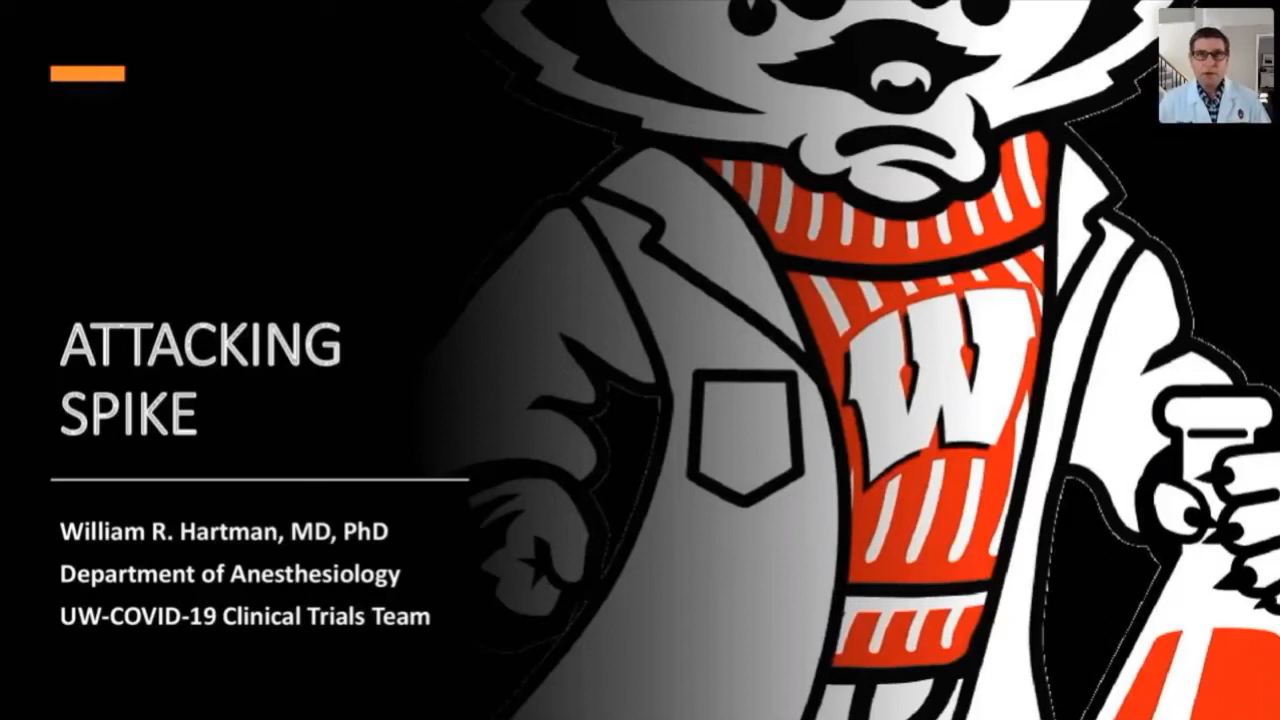 ATTACKING
SPIKE
William R. Hartman, MD, PhD
Department of Anesthesiology
UW-COVID-19 Clinical Trials Team
W